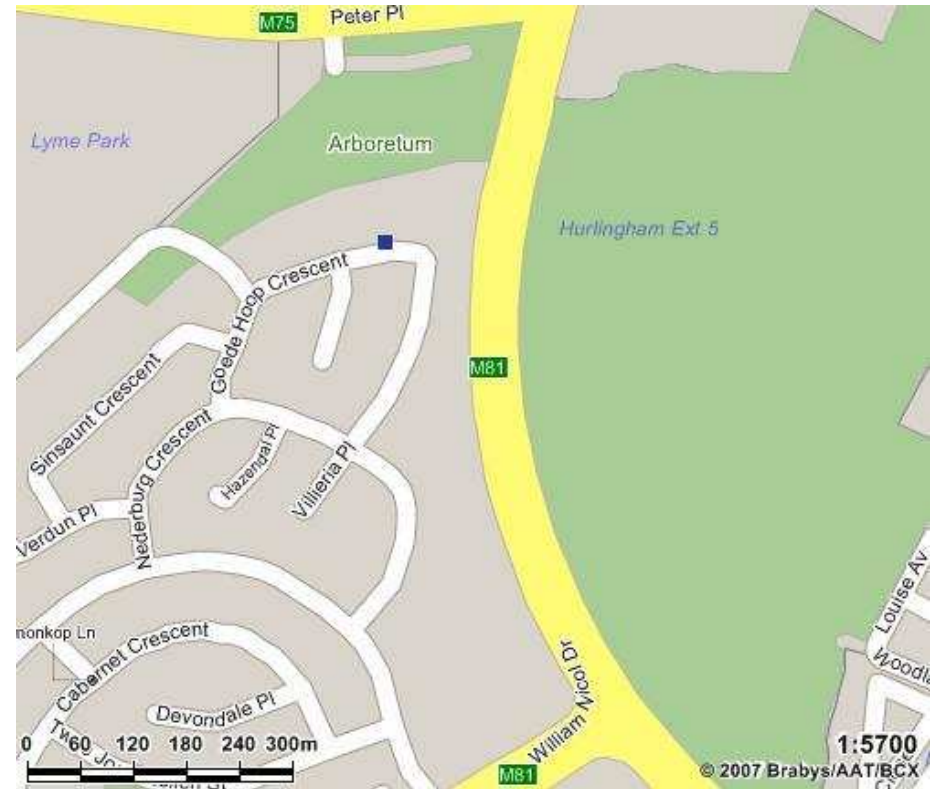 M75
Peter Pl
Lyme Park
Arboretum
Hurlingham Ext 5
Goede Hoop Crescent
M81
Sinsaunt Crescent
Nederburg Crescent
Hazendal Pl
Villieria Pl
Verdun Pl
Louise Av
monkop Ln
Cabernet Crescent
William Nicol Dr
Devondale Pl
0 60 120 180 240 300m
M81
1:5700
© 2007 Brabys/AAT/BCX